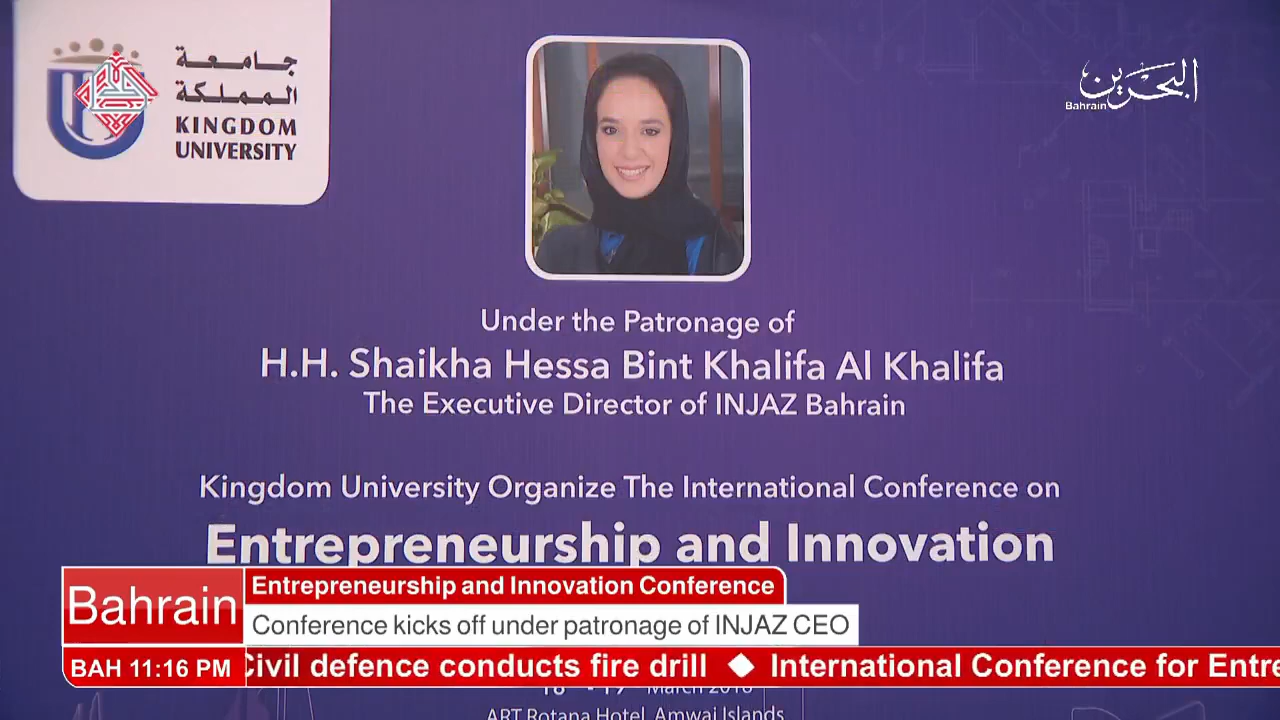 جامعة
المملكة
KINGDOM
UNIVERSITY
البحرين
Bahrain
Under the Patronage of
H.H. Shaikha Hessa Bint Khalifa Al Khalifa
The Executive Director of INJAZ Bahrain
Kingdom University Organize The International Conference on
Entrepreneurship and Innovation
Bahrain
Entrepreneurship and Innovation Conference
Conference kicks off under patronage of INJAZ CEO
BAH 11:16 PM
Civil defence conducts fire drill ◆ International Conference for Entre
March 2018
ART Rotana Hotel, Amwaj Islands